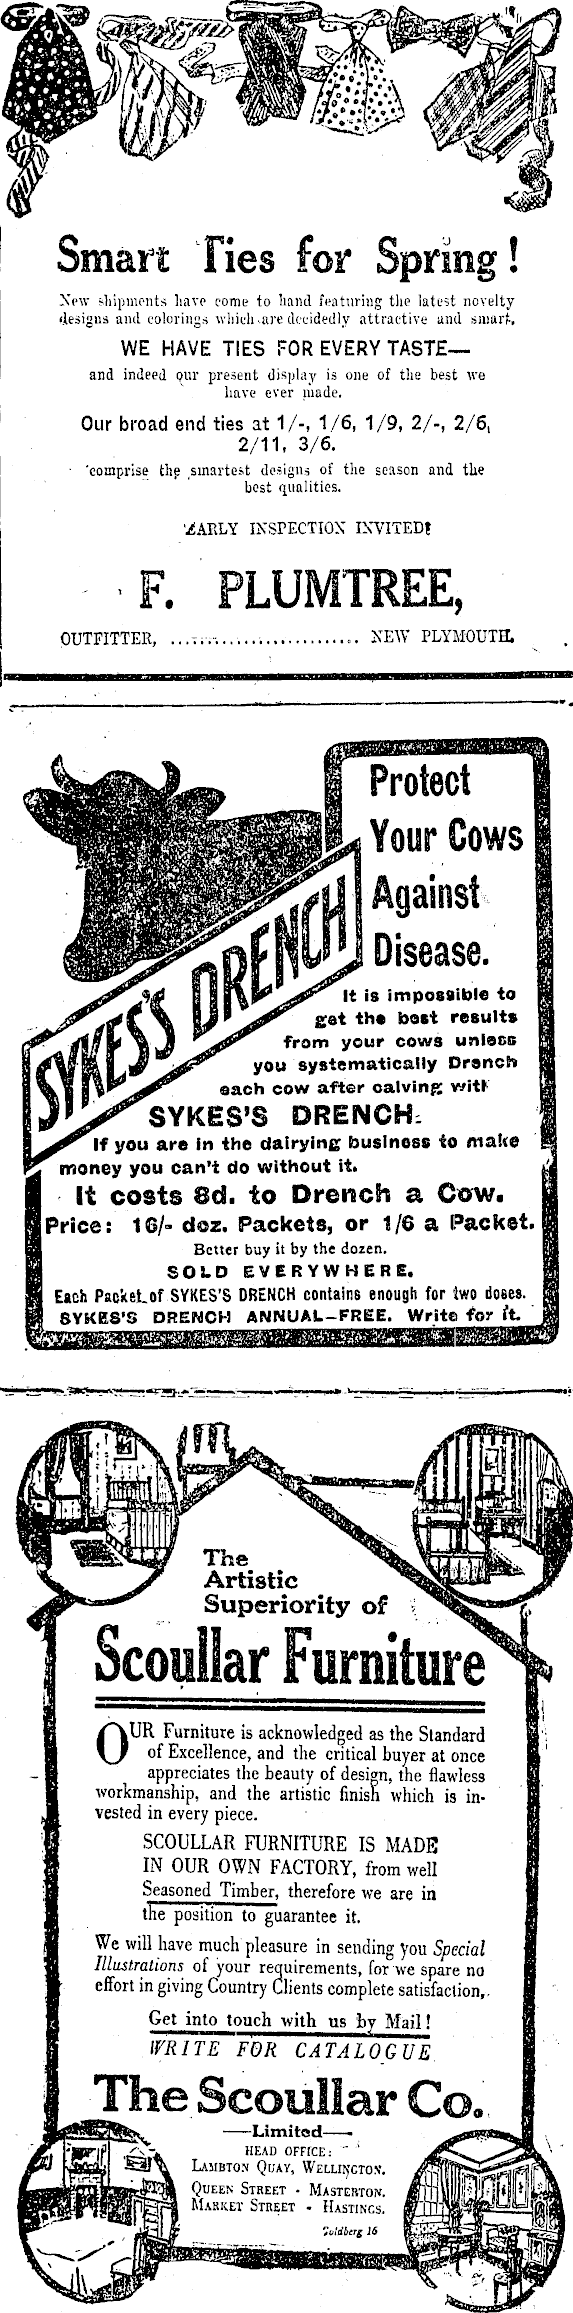 Smart Ties for Spring!
New shipments have come to hand featuring the latest novelty
designs and colorings which are decidedly attractive and smart.
WE HAVE TIES FOR EVERY TASTE—
and indeed our present display is one of the best we
have ever made.
Our broad end ties at 1/-, 1/6, 1/9, 2/-, 2/6,
2/11, 3/6.
comprise the smartest designs of the season and the
best qualities.
EARLY INSPECTION INVITED!
F. PLUMTREE,
OUTFITTER, .......................... NEW PLYMOUTH.
Protect
Your Cows
Against
Disease.
SYKES'S DRENCH
It is impossible to
get the best results
from your cows unless
you systematically Drench
each cow after calving with
SYKES'S DRENCH.
If you are in the dairying business to make
money you can't do without it.
It costs 8d. to Drench a Cow.
Price: 16/- doz. Packets, or 1/6 a Packet.
Better buy it by the dozen.
SOLD EVERYWHERE.
Each Packet of SYKES'S DRENCH contains enough for two doses.
SYKES'S DRENCH ANNUAL—FREE. Write for it.
The
Artistic
Superiority of
Scoullar Furniture
OUR Furniture is acknowledged as the Standard
of Excellence, and the critical buyer at once
appreciates the beauty of design, the flawless
workmanship, and the artistic finish which is in-
vested in every piece.
SCOULLAR FURNITURE IS MADE
IN OUR OWN FACTORY, from well
Seasoned Timber, therefore we are in
the position to guarantee it.
We will have much pleasure in sending you Special
Illustrations of your requirements, for we spare no
effort in giving Country Clients complete satisfaction.
Get into touch with us by Mail!
WRITE FOR CATALOGUE
The Scoullar Co.
—Limited—
HEAD OFFICE:
LAMBTON QUAY, WELLINGTON.
QUEEN STREET - MASTERTON.
MARKET STREET - HASTINGS.
Goldberg 16